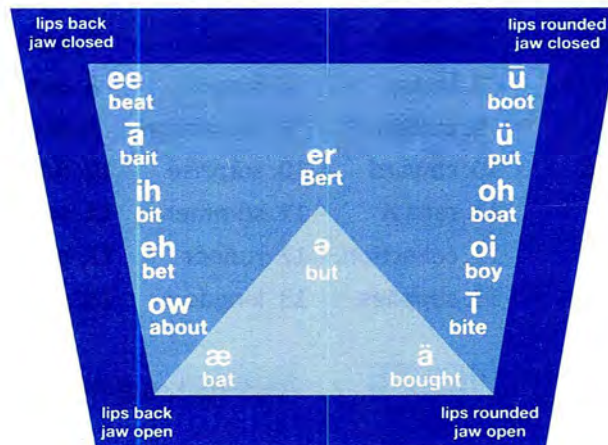 lips back
jaw closed
lips rounded
jaw closed
ee
beat
ā
bait
ih
bit
eh
bet
ow
about
æ
bat
er
Bert
ə
but
ū
boot
ü
put
oh
boat
oi
boy
ī
bite
ä
bought
lips back
jaw open
lips rounded
jaw open